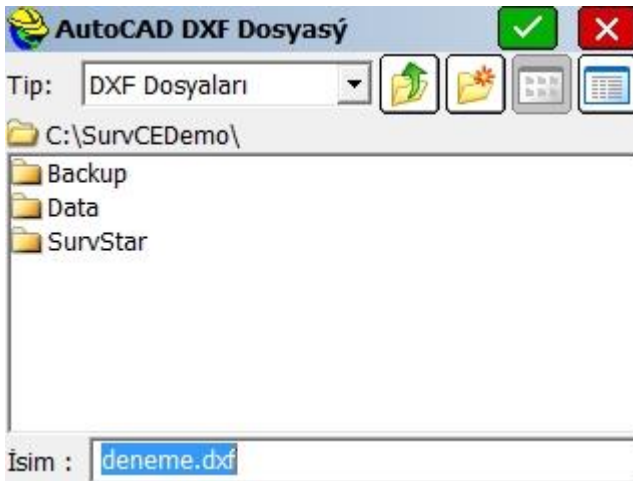 AutoCAD DXF Dosyasý
Tip: DXF Dosyaları
C:\SurvCEDemo\
Backup
Data
SurvStar
İsim : deneme.dxf